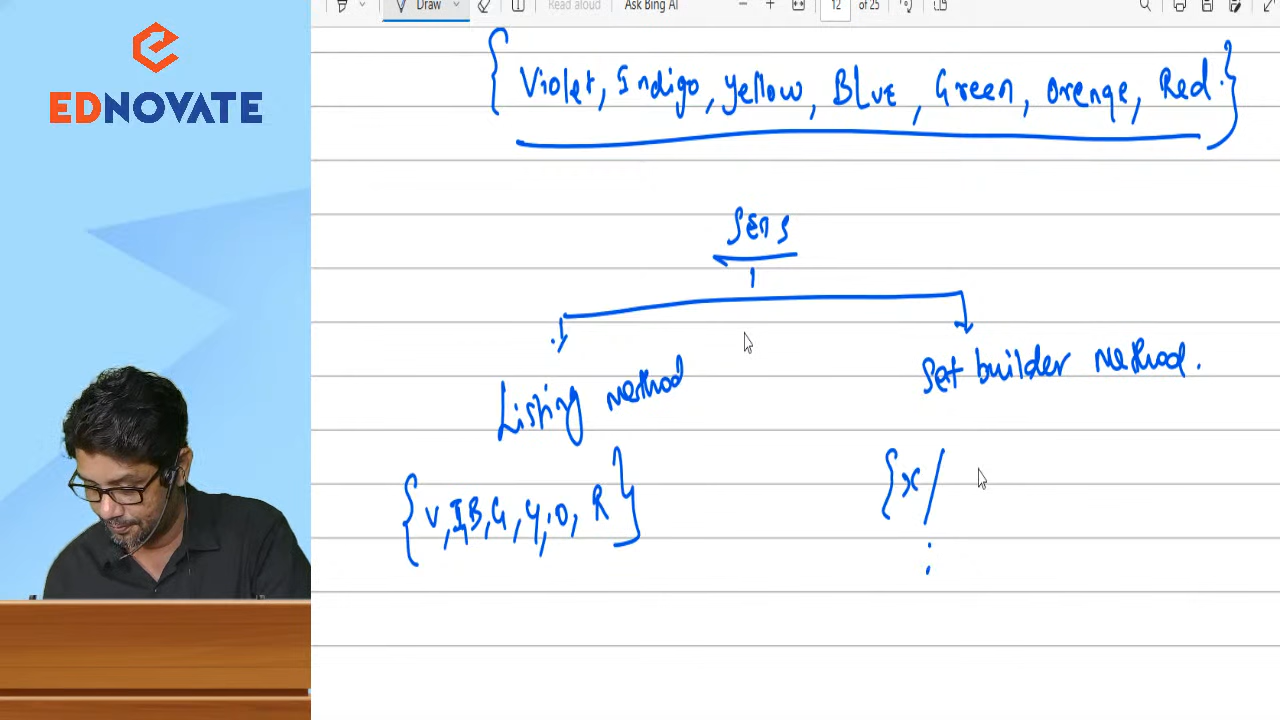 Draw
Read aloud
Ask Bing AI
12 of 25
EDNOVATE
{ Violet, Indigo, Yellow, BLUE, Green, Orenge, Red. }
Sets
Listing method
Set builder method.
{ V, I, B, G, Y, O, R }
{ x /
: